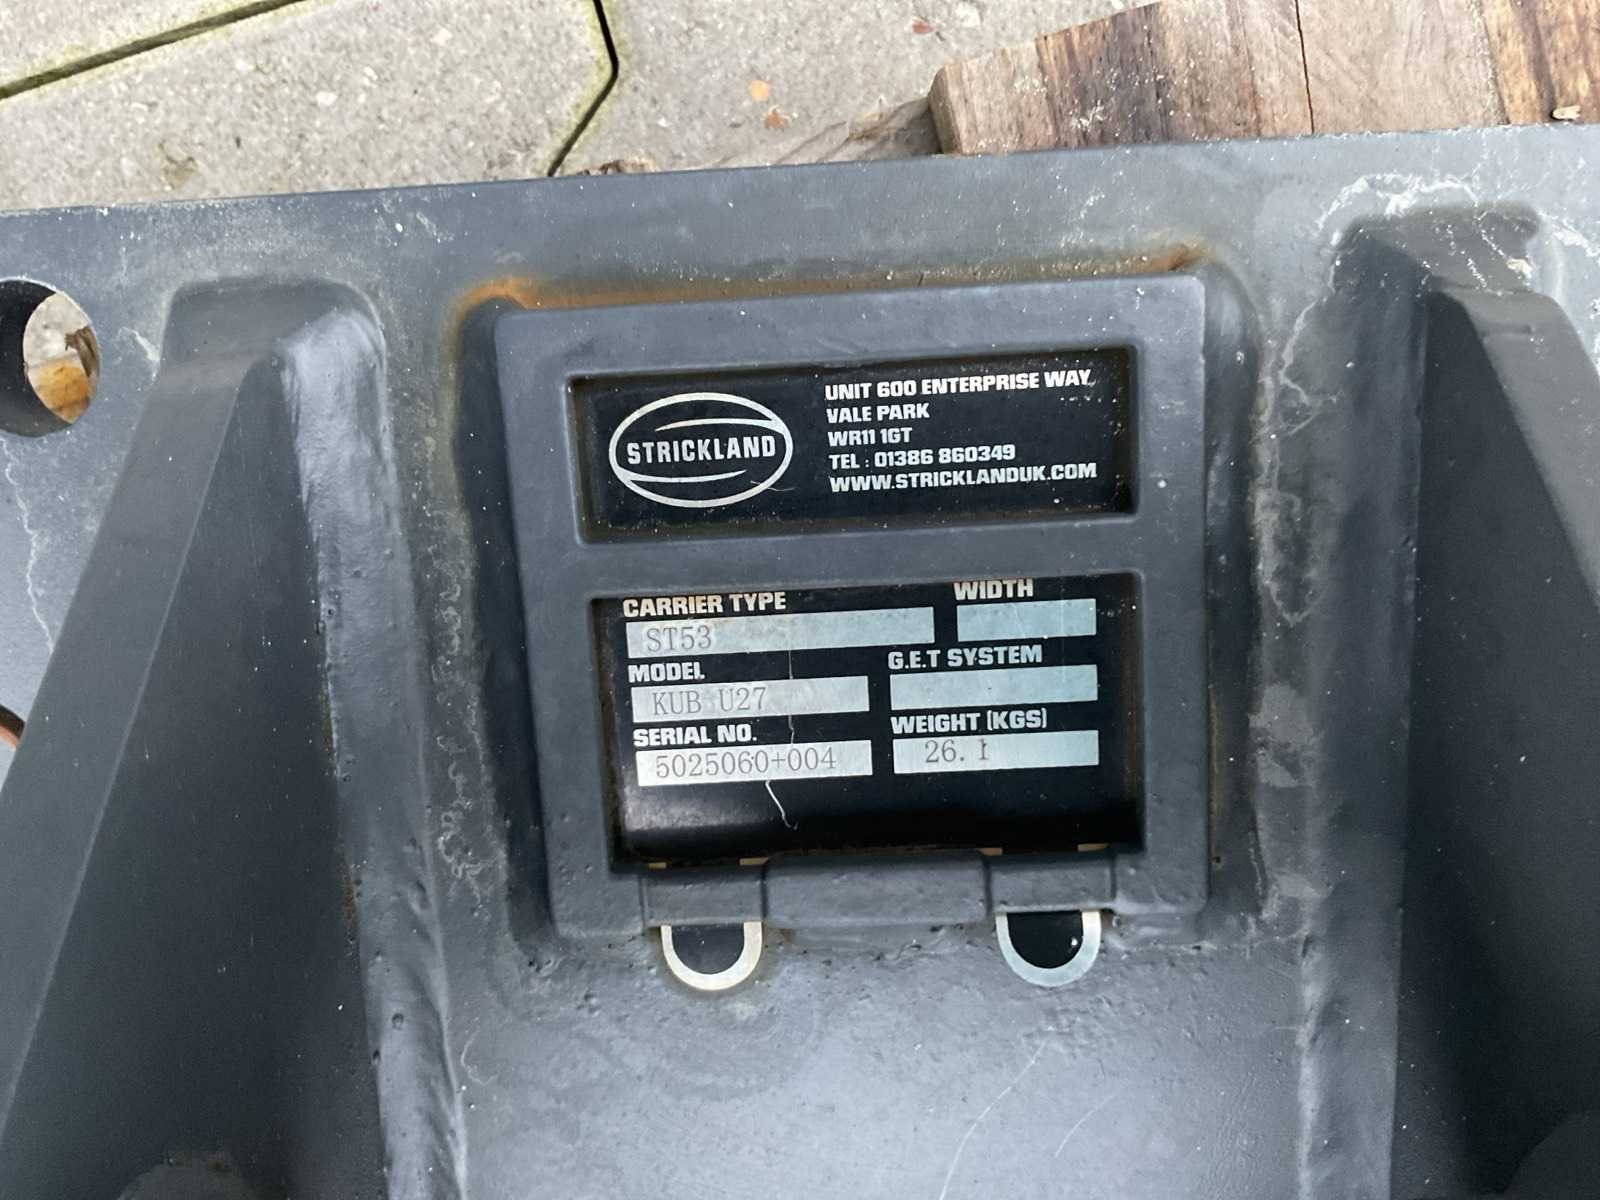 STRICKLAND
UNIT 600 ENTERPRISE WAY
VALE PARK
WR11 1GT
TEL : 01386 860349
WWW.STRICKLANDUK.COM
CARRIER TYPE
ST53
WIDTH
MODEL
KUB U27
G.E.T SYSTEM
SERIAL NO.
5025060+004
WEIGHT (KGS)
26.1